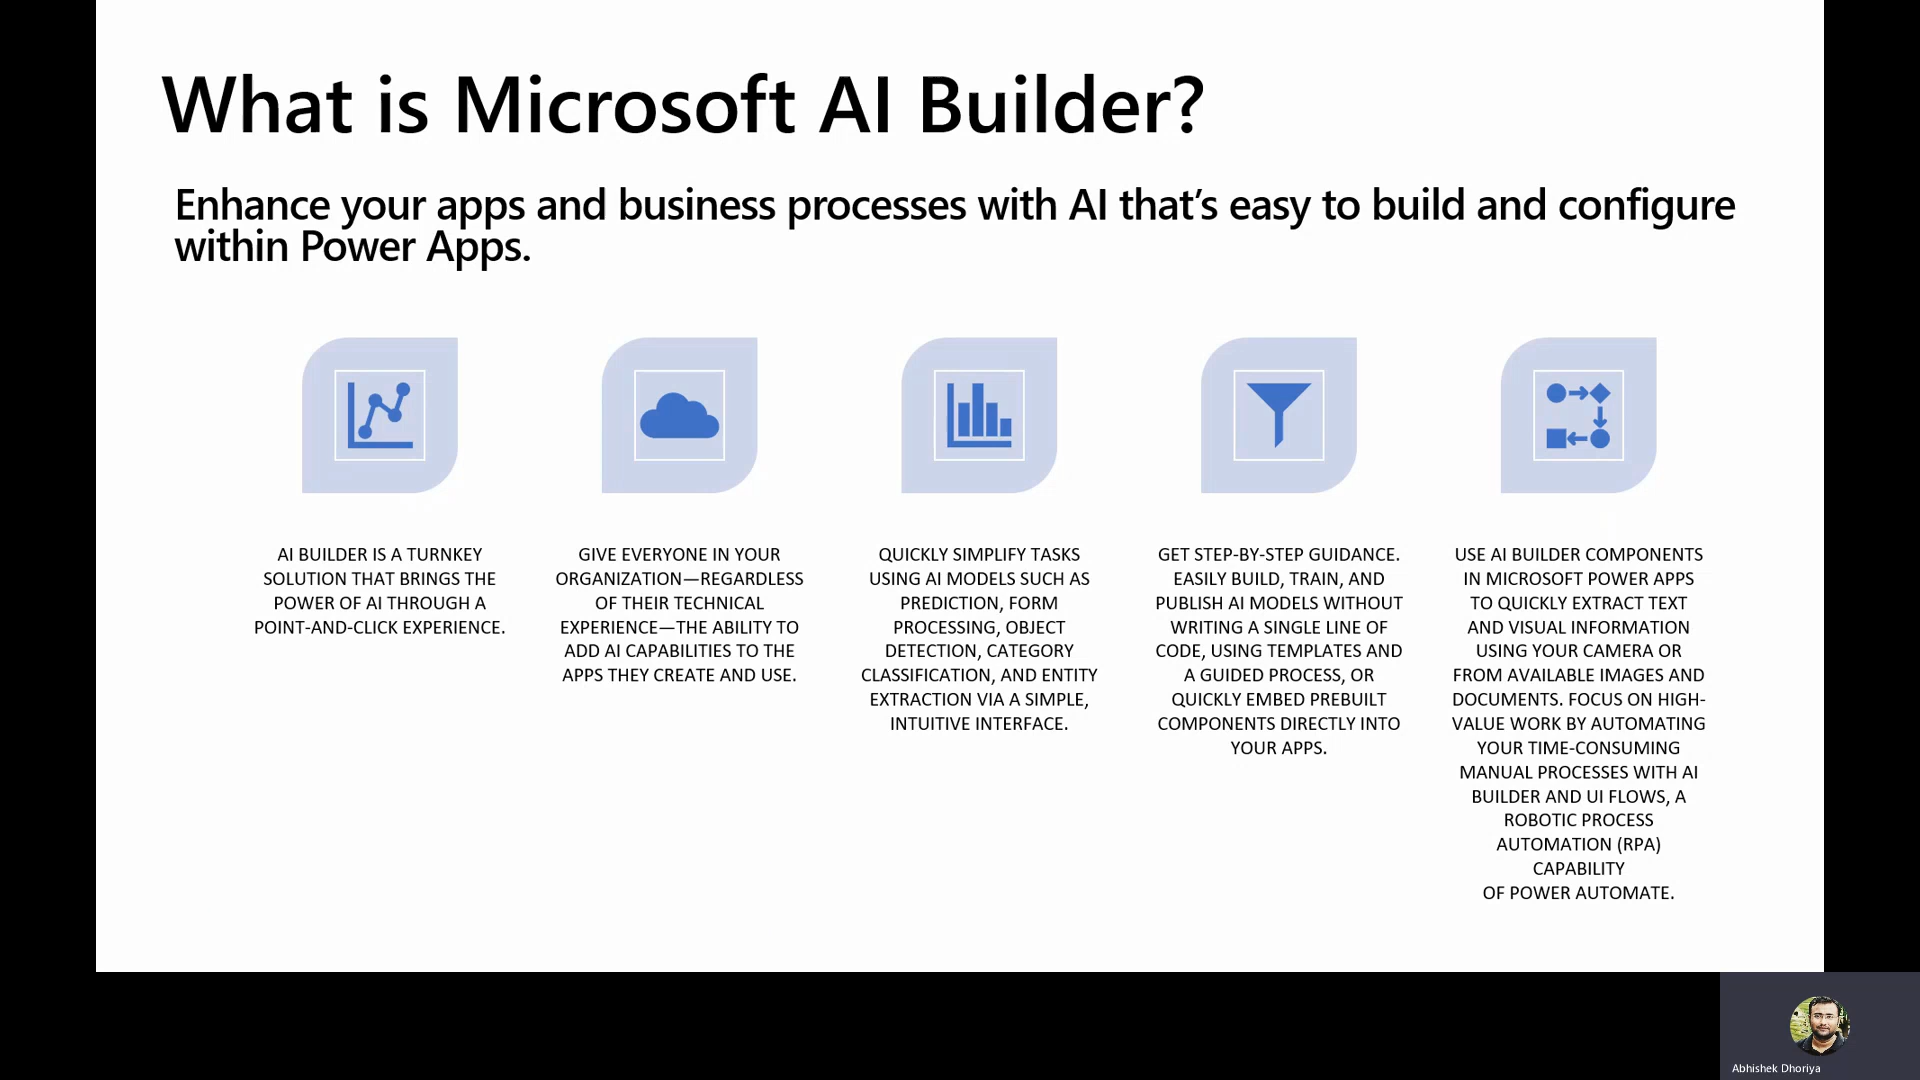 What is Microsoft AI Builder?
Enhance your apps and business processes with AI that’s easy to build and configure
within Power Apps.
AI BUILDER IS A TURNKEY
SOLUTION THAT BRINGS THE
POWER OF AI THROUGH A
POINT-AND-CLICK EXPERIENCE.
GIVE EVERYONE IN YOUR
ORGANIZATION—REGARDLESS
OF THEIR TECHNICAL
EXPERIENCE—THE ABILITY TO
ADD AI CAPABILITIES TO THE
APPS THEY CREATE AND USE.
QUICKLY SIMPLIFY TASKS
USING AI MODELS SUCH AS
PREDICTION, FORM
PROCESSING, OBJECT
DETECTION, CATEGORY
CLASSIFICATION, AND ENTITY
EXTRACTION VIA A SIMPLE,
INTUITIVE INTERFACE.
GET STEP-BY-STEP GUIDANCE.
EASILY BUILD, TRAIN, AND
PUBLISH AI MODELS WITHOUT
WRITING A SINGLE LINE OF
CODE, USING TEMPLATES AND
A GUIDED PROCESS, OR
QUICKLY EMBED PREBUILT
COMPONENTS DIRECTLY INTO
YOUR APPS.
USE AI BUILDER COMPONENTS
IN MICROSOFT POWER APPS
TO QUICKLY EXTRACT TEXT
AND VISUAL INFORMATION
USING YOUR CAMERA OR
FROM AVAILABLE IMAGES AND
DOCUMENTS. FOCUS ON HIGH-
VALUE WORK BY AUTOMATING
YOUR TIME-CONSUMING
MANUAL PROCESSES WITH AI
BUILDER AND UI FLOWS, A
ROBOTIC PROCESS
AUTOMATION (RPA)
CAPABILITY
OF POWER AUTOMATE.
Abhishek Dhoriya